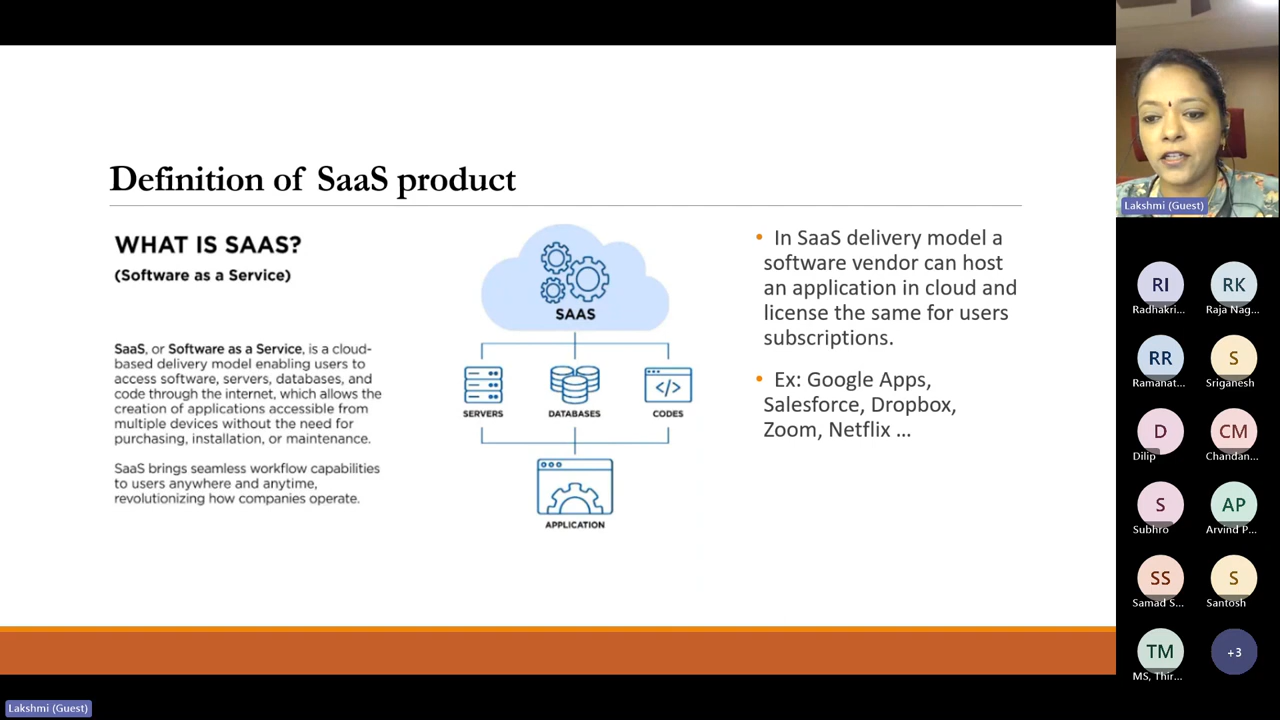 Definition of SaaS product
WHAT IS SAAS?
(Software as a Service)
SaaS, or Software as a Service, is a cloud-
based delivery model enabling users to
access software, servers, databases, and
code through the internet, which allows the
creation of applications accessible from
multiple devices without the need for
purchasing, installation, or maintenance.
SaaS brings seamless workflow capabilities
to users anywhere and anytime,
revolutionizing how companies operate.
SAAS
SERVERS
DATABASES
CODES
APPLICATION
• In SaaS delivery model a
software vendor can host
an application in cloud and
license the same for users
subscriptions.
• Ex: Google Apps,
Salesforce, Dropbox,
Zoom, Netflix ...
Lakshmi (Guest)
RI
Radhakri...
RK
Raja Nag...
RR
Ramanat...
S
Sriganesh
D
Dilip
CM
Chandan...
S
Subhro
AP
Arvind P...
SS
Samad S...
S
Santosh
TM
MS, Thir...
+3
Lakshmi (Guest)